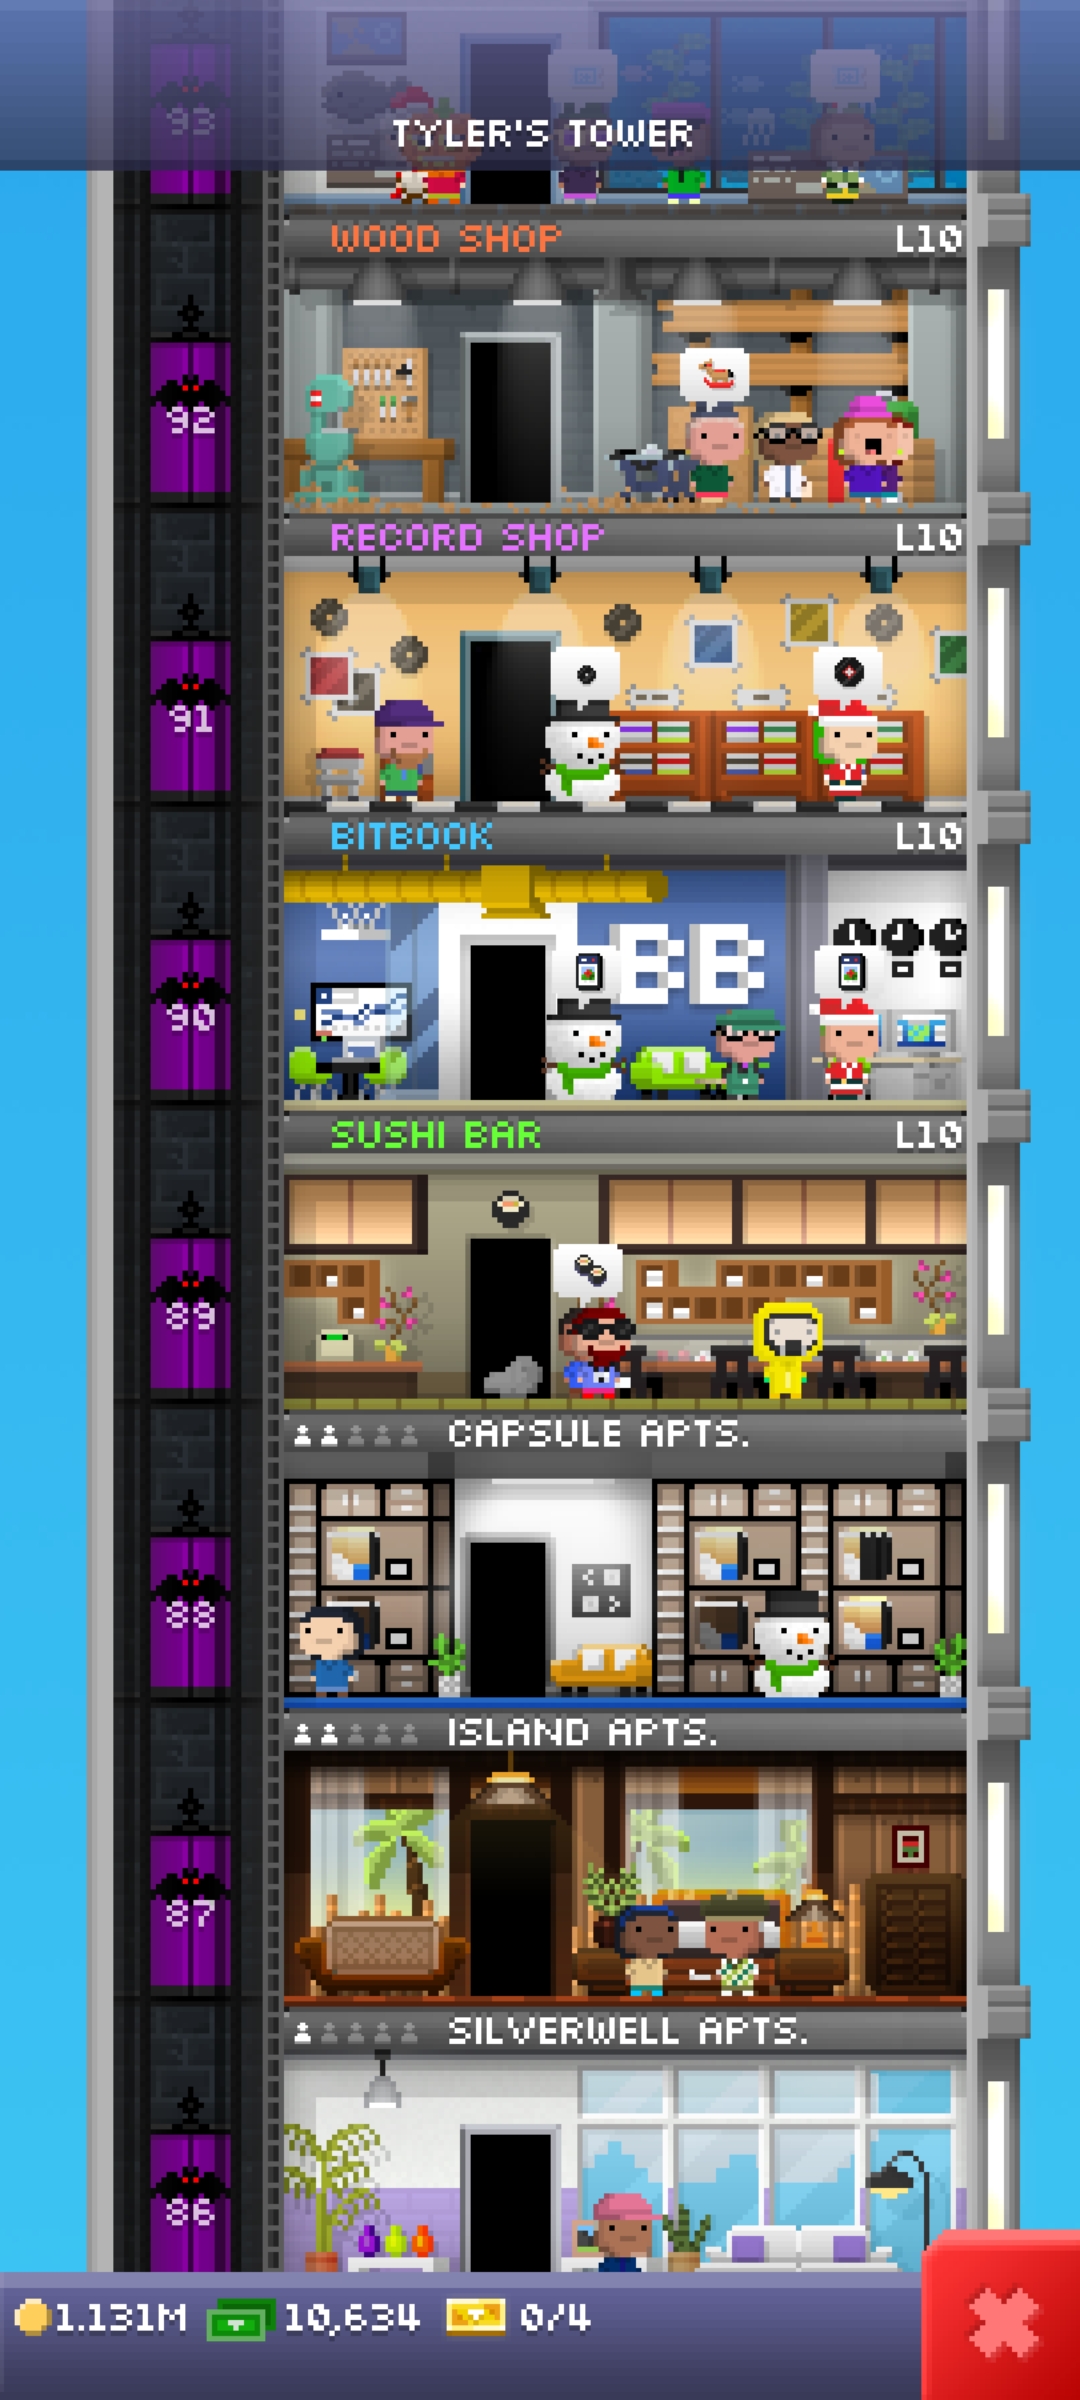 93
TYLER'S TOWER
WOOD SHOP L10
92
RECORD SHOP L10
91
BITBOOK L10
BB
90
SUSHI BAR L10
89
CAPSULE APTS.
88
ISLAND APTS.
87
SILVERWELL APTS.
86
1.131M 10,634 0/4